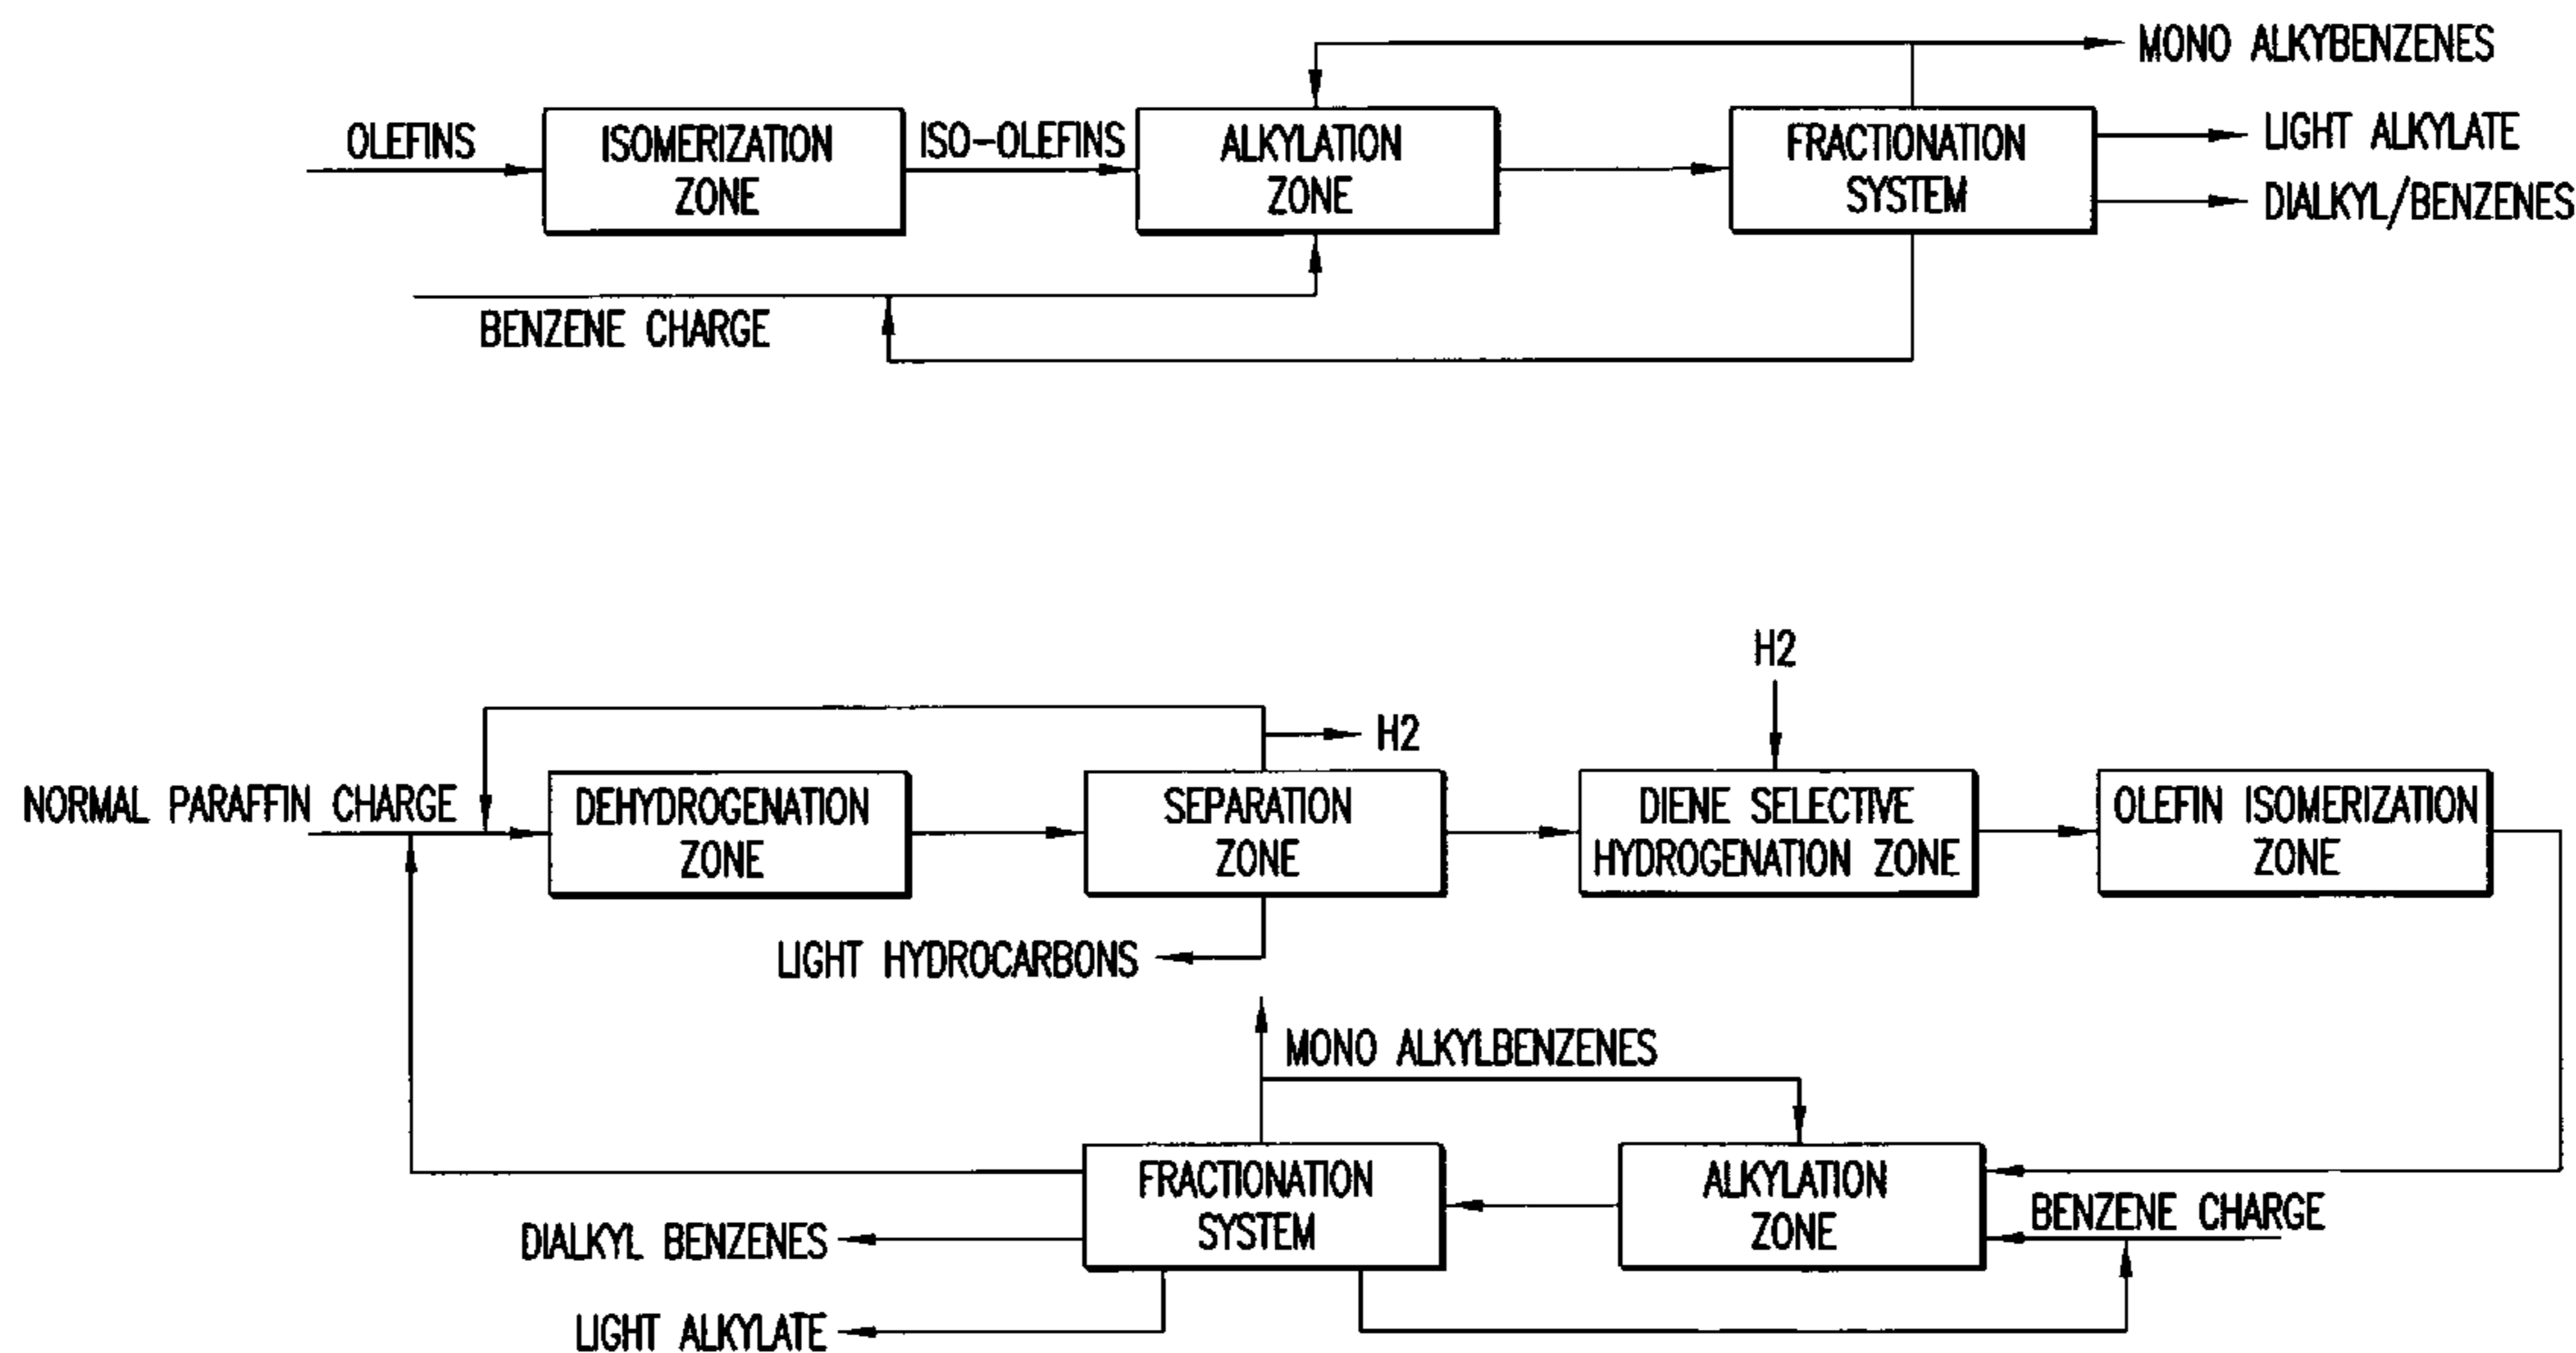 MONO ALKYBENZENES
OLEFINS
ISOMERIZATION
ZONE
ISO-OLEFINS
ALKYLATION
ZONE
FRACTIONATION
SYSTEM
LIGHT ALKYLATE
DIALKYL/BENZENES
BENZENE CHARGE
H2
H2
NORMAL PARAFFIN CHARGE
DEHYDROGENATION
ZONE
SEPARATION
ZONE
DIENE SELECTIVE
HYDROGENATION ZONE
OLEFIN ISOMERIZATION
ZONE
LIGHT HYDROCARBONS
MONO ALKYLBENZENES
FRACTIONATION
SYSTEM
ALKYLATION
ZONE
BENZENE CHARGE
DIALKYL BENZENES
LIGHT ALKYLATE